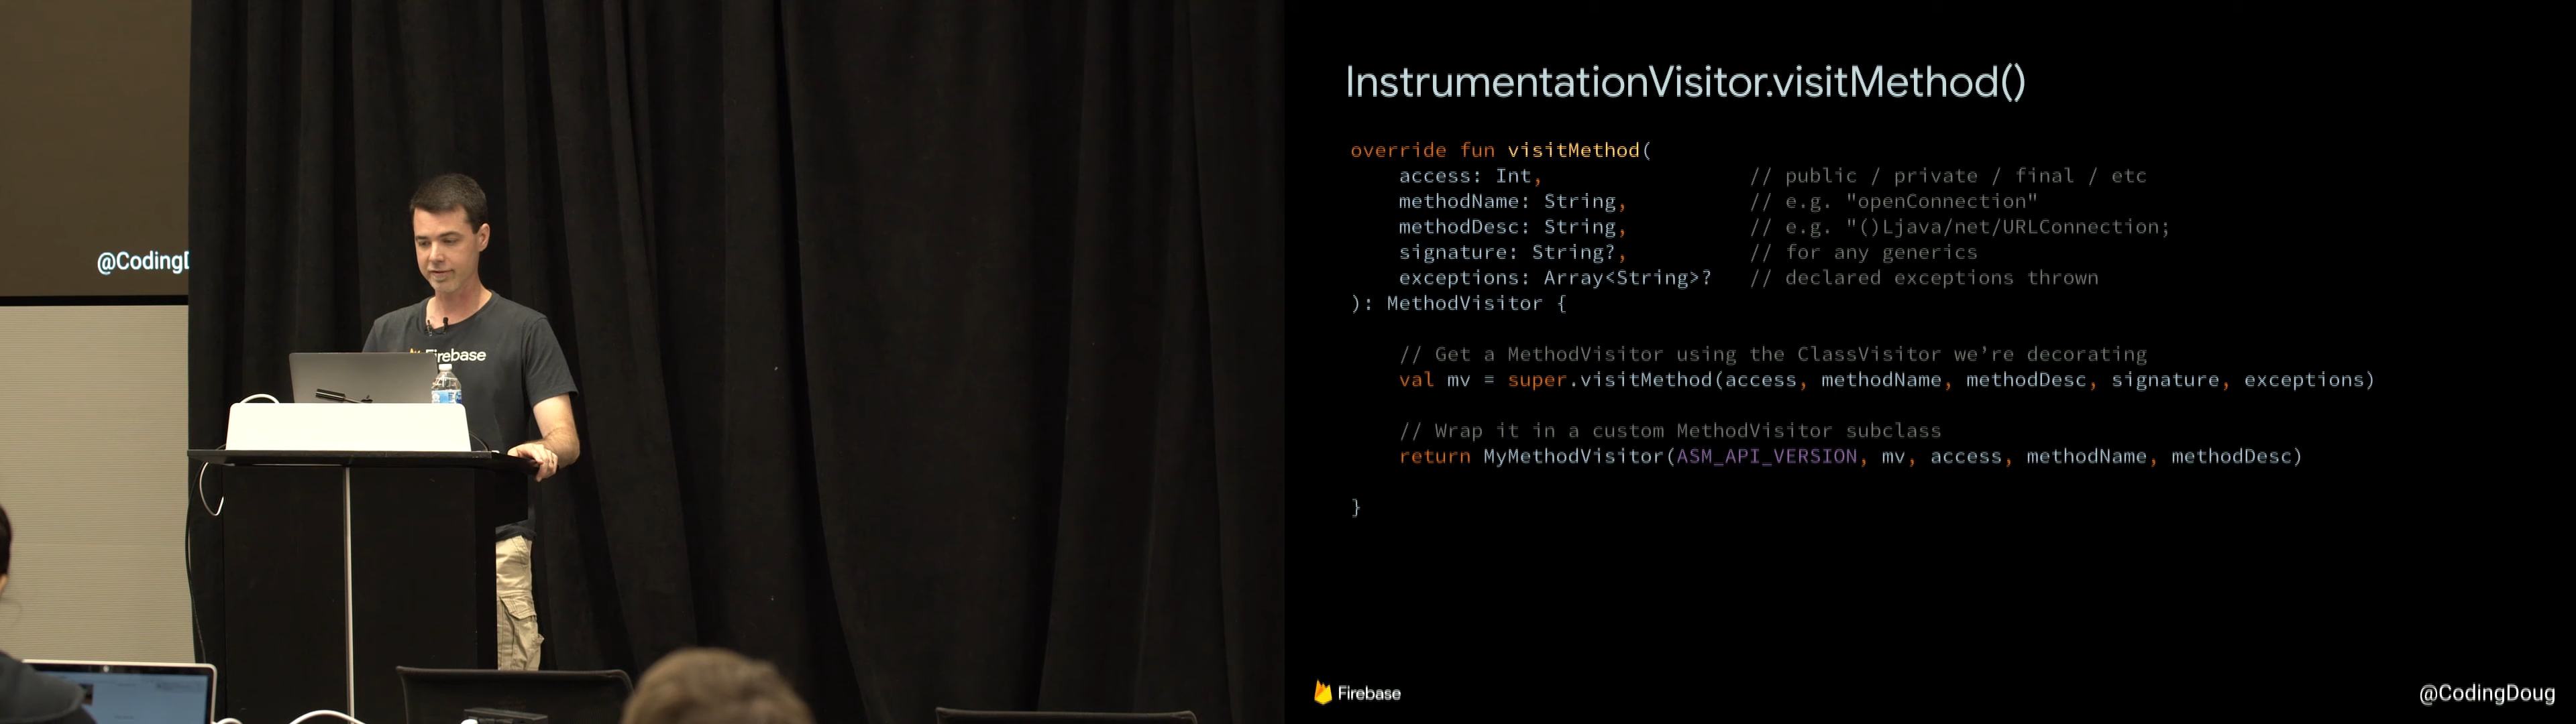 @CodingD
Firebase
InstrumentationVisitor.visitMethod()
override fun visitMethod(
access: Int, // public / private / final / etc
methodName: String, // e.g. "openConnection"
methodDesc: String, // e.g. "()Ljava/net/URLConnection;
signature: String?, // for any generics
exceptions: Array<String>? // declared exceptions thrown
): MethodVisitor {
// Get a MethodVisitor using the ClassVisitor we're decorating
val mv = super.visitMethod(access, methodName, methodDesc, signature, exceptions)
// Wrap it in a custom MethodVisitor subclass
return MyMethodVisitor(ASM_API_VERSION, mv, access, methodName, methodDesc)
}
Firebase
@CodingDoug